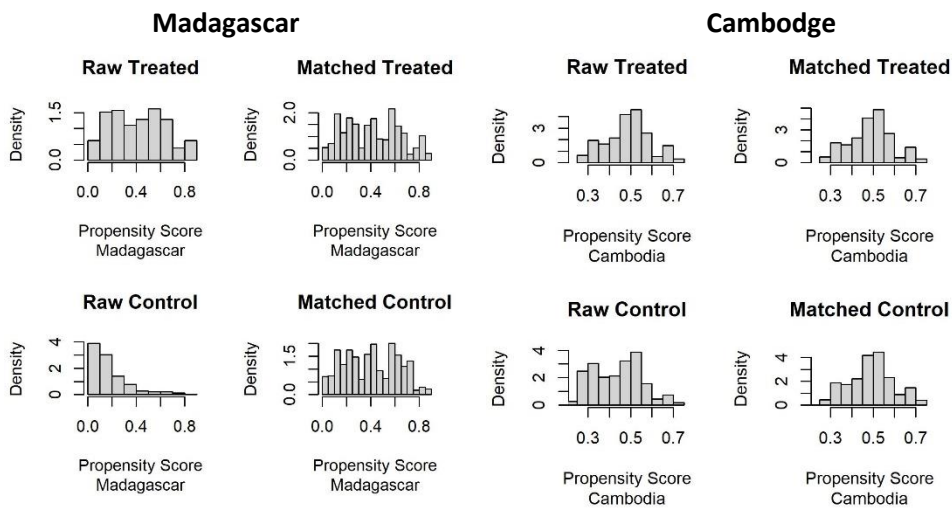 Madagascar
Raw Treated
Density
0.0
1.5
0.0 0.4 0.8
Propensity Score
Madagascar
Matched Treated
Density
0.0
2.0
0.0 0.4 0.8
Propensity Score
Madagascar
Raw Control
Density
0
2
4
0.0 0.4 0.8
Propensity Score
Madagascar
Matched Control
Density
0.0
1.5
0.0 0.4 0.8
Propensity Score
Madagascar
Cambodge
Raw Treated
Density
0
3
0.3 0.5 0.7
Propensity Score
Cambodia
Matched Treated
Density
0
3
0.3 0.5 0.7
Propensity Score
Cambodia
Raw Control
Density
0
2
4
0.3 0.5 0.7
Propensity Score
Cambodia
Matched Control
Density
0
2
4
0.3 0.5 0.7
Propensity Score
Cambodia